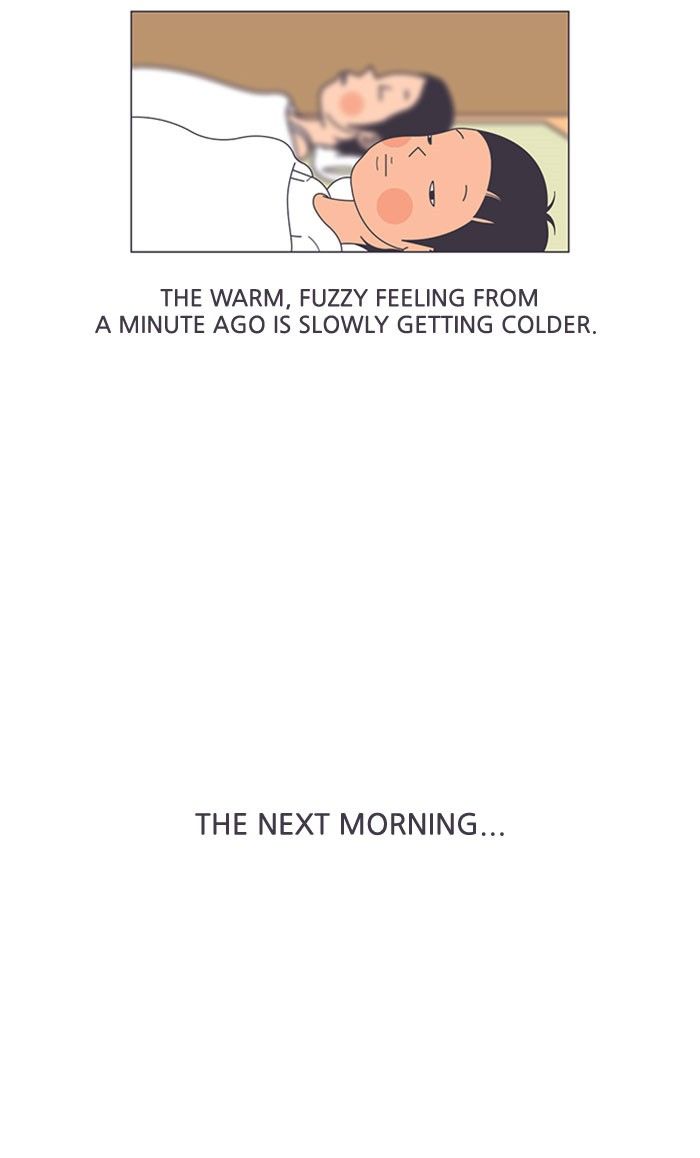 THE WARM, FUZZY FEELING FROM
A MINUTE AGO IS SLOWLY GETTING COLDER.
THE NEXT MORNING...